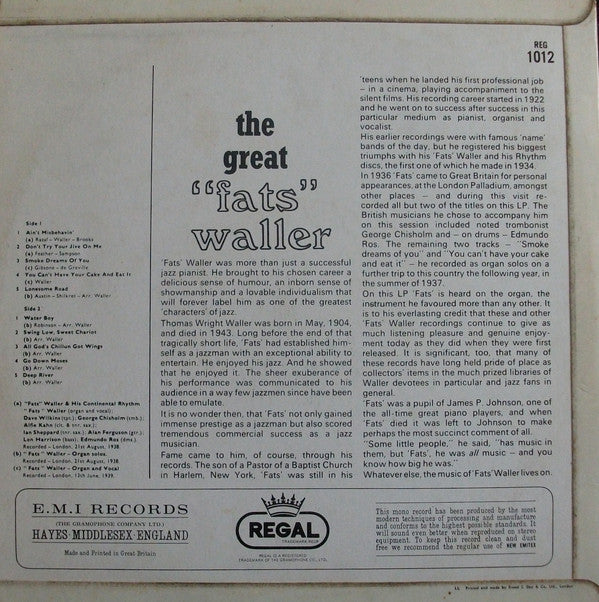 REG
1012
the
great
"fats"
waller
Side 1
1 Ain't Misbehavin'
(a) Razaf - Waller - Brooks
2 Don't Try Your Jive On Me
(a) Feather - Sampson
3 Smoke Dreams Of You
(c) Gibsone - de Greville
4 You Can't Have Your Cake And Eat It
(c) Waller
5 Lonesome Road
(b) Austin - Shilkret - Arr. Waller
Side 2
1 Water Boy
(b) Robinson - Arr. Waller
2 Swing Low, Sweet Chariot
(b) Arr. Waller
3 All God's Chillun Got Wings
(b) Arr. Waller
4 Go Down Moses
(b) Arr. Waller
5 Deep River
(b) Arr. Waller
(a) "Fats" Waller & His Continental Rhythm
"Fats" Waller (organ and vocal);
Dave Wilkins (tpt.); George Chisholm (tmb.);
Alfie Kahn (clt. & tnr. sax.);
Ian Sheppard (tnr. sax.); Alan Ferguson (gtr.);
Len Harrison (bass); Edmundo Ros (dms.).
Recorded - London, 21st August, 1938.
(b) "Fats" Waller - Organ solos.
Recorded - London, 21st August, 1938.
(c) "Fats" Waller - Organ and Vocal
Recorded - London, 13th June, 1939.
'Fats' Waller was more than just a successful
jazz pianist. He brought to his chosen career a
delicious sense of humour, an inborn sense of
showmanship and a lovable individualism that
will forever label him as one of the greatest
'characters' of jazz.
Thomas Wright Waller was born in May, 1904,
and died in 1943. Long before the end of that
tragically short life, 'Fats' had established him-
self as a jazzman with an exceptional ability to
entertain. He enjoyed his jazz. And he showed
that he enjoyed it. The sheer exuberance of
his performance was communicated to his
audience in a way few jazzmen since have been
able to emulate.
It is no wonder then, that 'Fats' not only gained
immense prestige as a jazzman but also scored
tremendous commercial success as a jazz
musician.
Fame came to him, of course, through his
records. The son of a Pastor of a Baptist Church
in Harlem, New York, 'Fats' was still in his
'teens when he landed his first professional job
– in a cinema, playing accompaniment to the
silent films. His recording career started in 1922
and he went on to success after success in this
particular medium as pianist, organist and
vocalist.
His earlier recordings were with famous 'name'
bands of the day, but he registered his biggest
triumphs with his 'Fats' Waller and his Rhythm
discs, the first one of which he made in 1934.
In 1936 'Fats' came to Great Britain for personal
appearances, at the London Palladium, amongst
other places – and during this visit re-
corded all but two of the titles on this LP. The
British musicians he chose to accompany him
on this session included noted trombonist
George Chisholm and – on drums – Edmundo
Ros. The remaining two tracks – "Smoke
dreams of you" and "You can't have your cake
and eat it" – he recorded as organ solos on a
further trip to this country the following year, in
the summer of 1937.
On this LP 'Fats' is heard on the organ, the
instrument he favoured more than any other. It
is to his everlasting credit that these and other
'Fats' Waller recordings continue to give as
much listening pleasure and genuine enjoy-
ment today as they did when they were first
released. It is significant, too, that many of
these records have long held pride of place as
collectors' items in the much prized libraries of
Waller devotees in particular and jazz fans in
general.
'Fats' was a pupil of James P. Johnson, one of
the all-time great piano players, and when
'Fats' died it was left to Johnson to make
perhaps the most succinct comment of all.
"Some little people," he said, "has music in
them, but 'Fats', he was all music – and you
know how big he was."
Whatever else, the music of 'Fats' Waller lives on.
E.M.I RECORDS
(THE GRAMOPHONE COMPANY LTD.)
HAYES·MIDDLESEX·ENGLAND
Made and Printed in Great Britain
REGAL
TRADE MARK REGD
REGAL IS A REGISTERED
TRADEMARK OF THE GRAMOPHONE CO. LTD.
This mono record has been produced by the most
modern techniques of processing and manufacture
and conforms to the highest possible standards. It
will sound even better when reproduced on stereo
equipment. To keep this record clean and dust
free we recommend the regular use of NEW EMITEX
Printed and made by Ernest J. Day & Co. Ltd., London